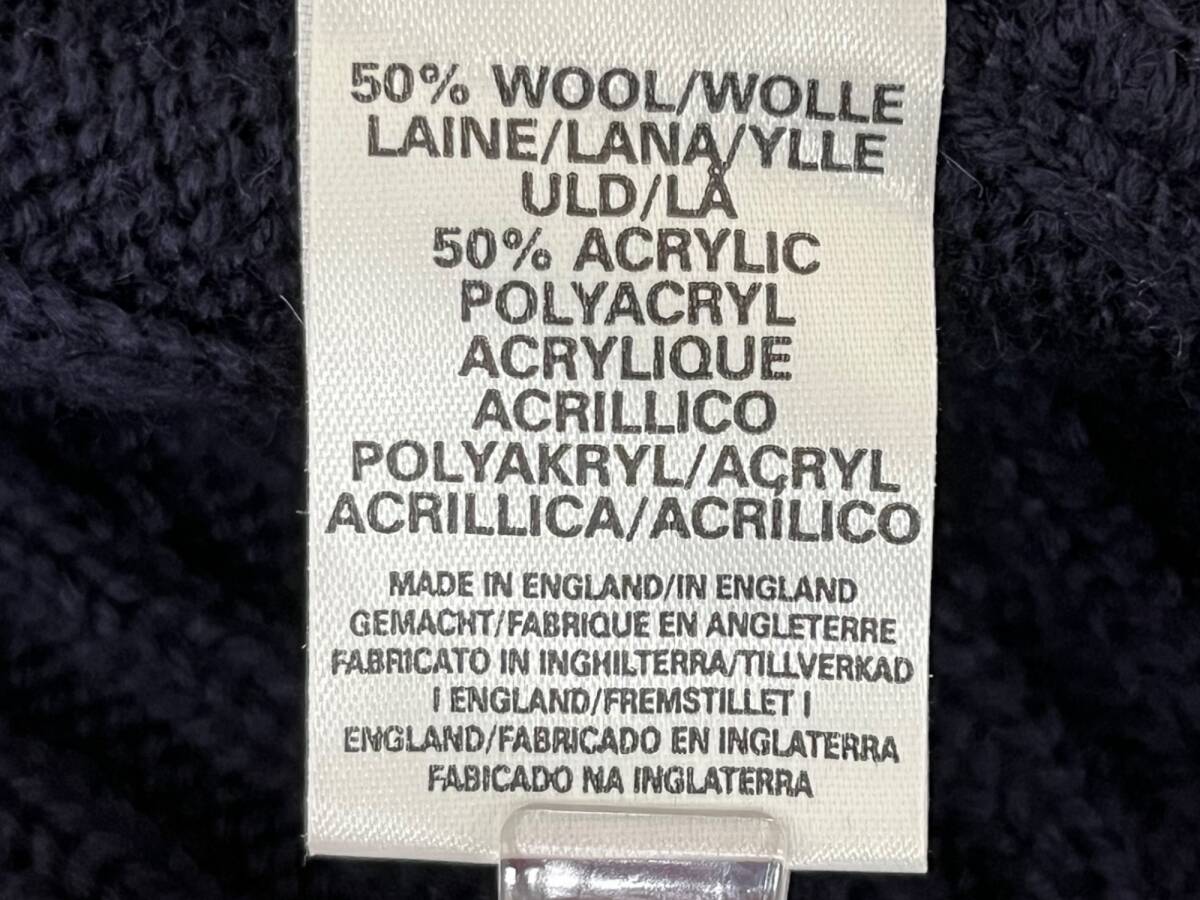 50% WOOL/WOLLE
LAINE/LANA/YLLE
ULD/LÃ
50% ACRYLIC
POLYACRYL
ACRYLIQUE
ACRILLICO
POLYAKRYL/ACRYL
ACRILLICA/ACRÍLICO
MADE IN ENGLAND/IN ENGLAND
GEMACHT/FABRIQUE EN ANGLETERRE
FABRICATO IN INGHILTERRA/TILLVERKAD
I ENGLAND/FREMSTILLET I
ENGLAND/FABRICADO EN INGLATERRA
FABICADO NA INGLATERRA